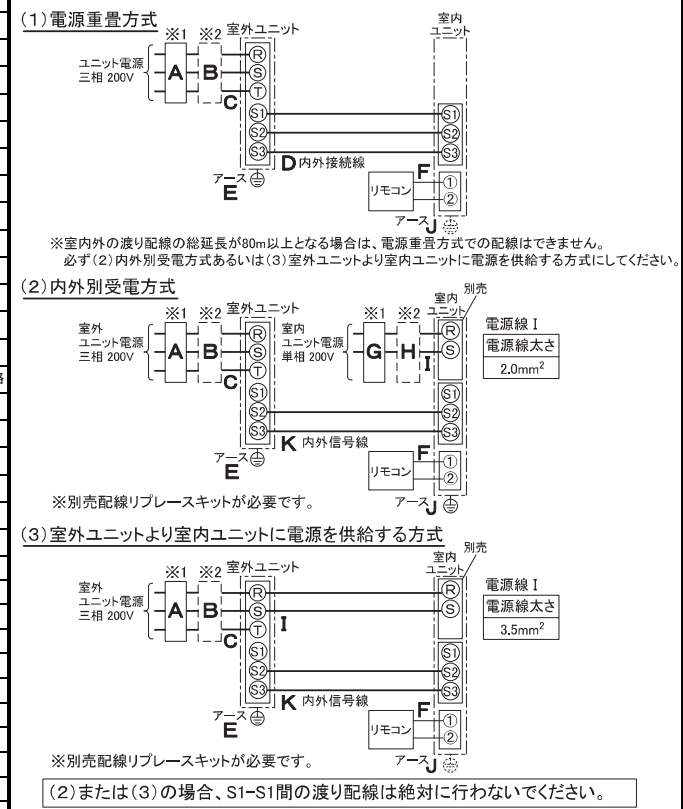 (1)電源重畳方式
※1 ※2 室外ユニット
室内
ユニット
ユニット電源
三相 200V
A B C
R
S
T
S1
S2
S3
S1
S2
S3
D 内外接続線
アース
E
F
リモコン
①
②
アース J
※室内外の渡り配線の総延長が80m以上となる場合は、電源重畳方式での配線はできません。
必ず(2)内外別受電方式あるいは(3)室外ユニットより室内ユニットに電源を供給する方式にしてください。
(2)内外別受電方式
※1 ※2 室外ユニット
※1 ※2
室内
ユニット
別売
室外
ユニット電源
三相 200V
A B C
R
S
T
S1
S2
S3
室内
ユニット電源
単相 200V
G H I
R
S
S1
S2
S3
電源線 I
電源線太さ
2.0mm²
K 内外信号線
アース
E
F
リモコン
①
②
アース J
※別売配線リプレースキットが必要です。
(3)室外ユニットより室内ユニットに電源を供給する方式
※1 ※2 室外ユニット
室内
ユニット
別売
室外
ユニット電源
三相 200V
A B C
R
S
T
S1
S2
S3
I
R
S
S1
S2
S3
電源線 I
電源線太さ
3.5mm²
K 内外信号線
アース
E
F
リモコン
①
②
アース J
※別売配線リプレースキットが必要です。
(2)または(3)の場合、S1-S1間の渡り配線は絶対に行わないでください。